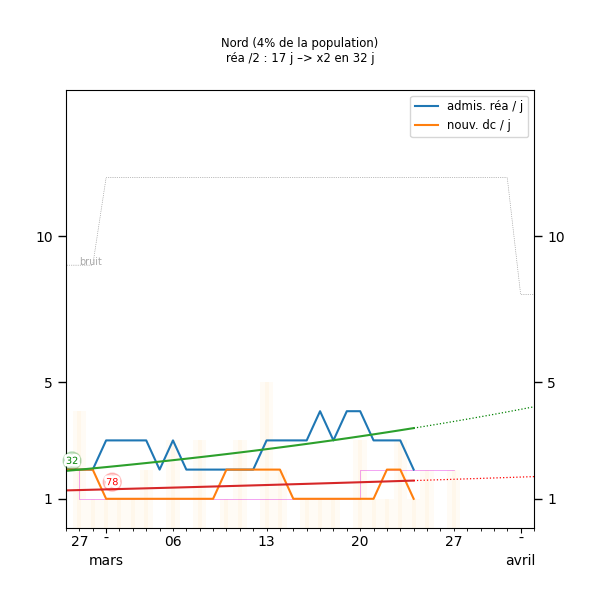 Nord (4% de la population)
réa /2 : 17 j –> x2 en 32 j
admis. réa / j
nouv. dc / j
10
10
bruit
5
5
32
78
1
1
27 - 06 13 20 27 -
mars avril